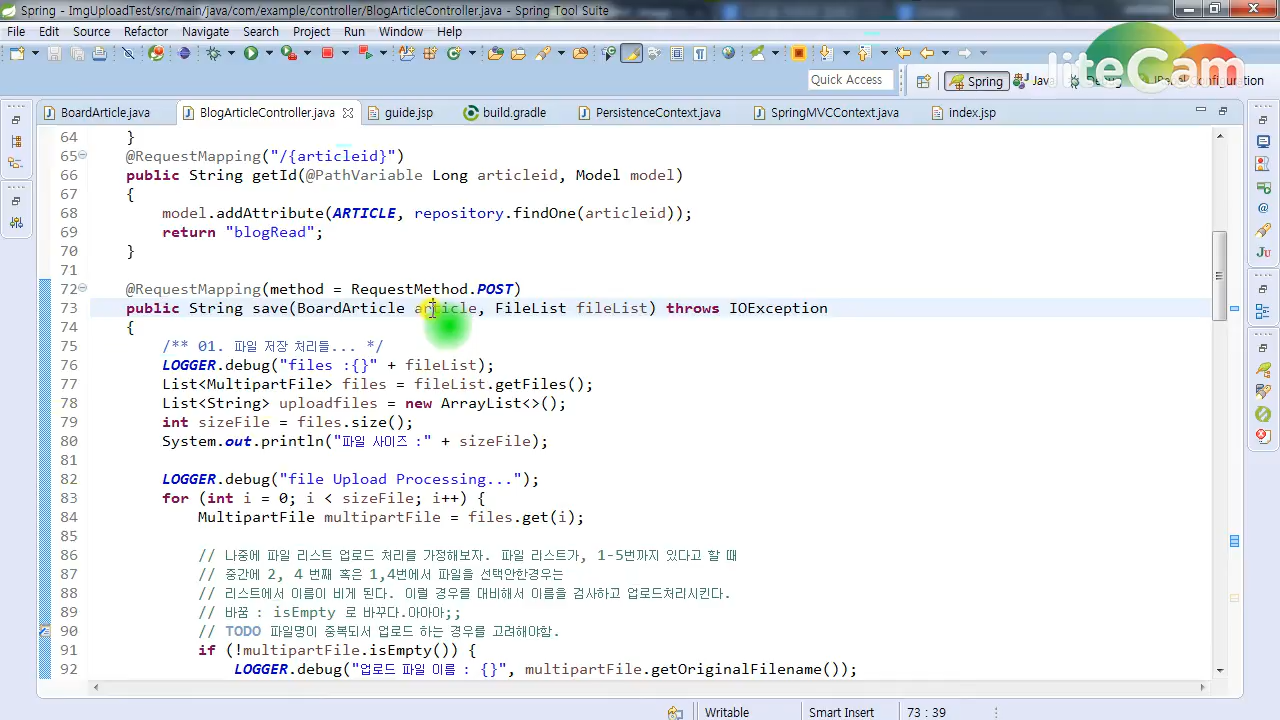 Spring - ImgUploadTest/src/main/java/com/example/controller/BlogArticleController.java - Spring Tool Suite
File Edit Source Refactor Navigate Search Project Run Window Help
liteCam
Quick Access Spring Java Debug Configuration
BoardArticle.java BlogArticleController.java guide.jsp build.gradle PersistenceContext.java SpringMVCContext.java index.jsp
64 }
65 @RequestMapping("/{articleid}")
66 public String getId(@PathVariable Long articleid, Model model)
67 {
68 model.addAttribute(ARTICLE, repository.findOne(articleid));
69 return "blogRead";
70 }
71
72 @RequestMapping(method = RequestMethod.POST)
73 public String save(BoardArticle article, FileList fileList) throws IOException
74 {
75 /** 01. 파일 저장 처리들... */
76 LOGGER.debug("files :{}" + fileList);
77 List<MultipartFile> files = fileList.getFiles();
78 List<String> uploadfiles = new ArrayList<>();
79 int sizeFile = files.size();
80 System.out.println("파일 사이즈 :" + sizeFile);
81
82 LOGGER.debug("file Upload Processing...");
83 for (int i = 0; i < sizeFile; i++) {
84 MultipartFile multipartFile = files.get(i);
85
86 // 나중에 파일 리스트 업로드 처리를 가정해보자. 파일 리스트가, 1-5번까지 있다고 할 때
87 // 중간에 2, 4 번째 혹은 1,4번에서 파일을 선택안한경우는
88 // 리스트에서 이름이 비게 된다. 이럴 경우를 대비해서 이름을 검사하고 업로드처리시킨다.
89 // 바꿈 : isEmpty 로 바꾸다.아아아;;
90 // TODO 파일명이 중복되서 업로드 하는 경우를 고려해야함.
91 if (!multipartFile.isEmpty()) {
92 LOGGER.debug("업로드 파일 이름 : {}", multipartFile.getOriginalFilename());
Writable Smart Insert 73 : 39